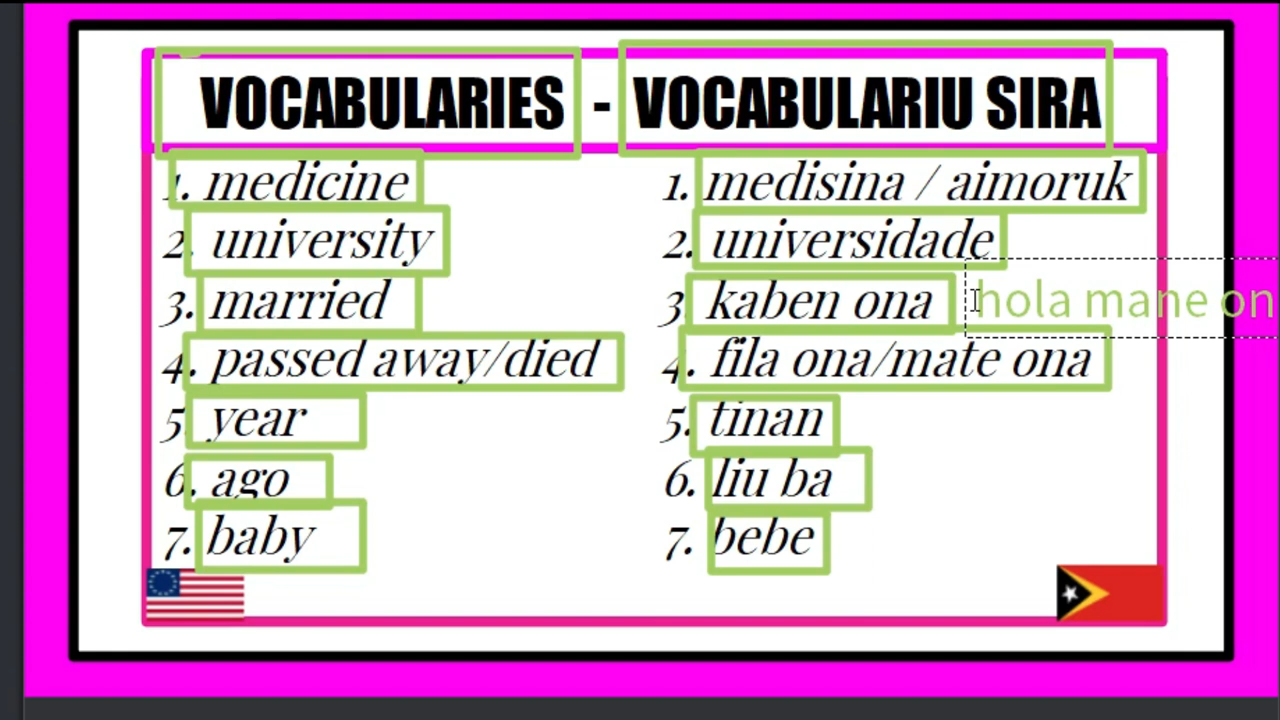 VOCABULARIES - VOCABULARIU SIRA
1. medicine
2. university
3. married
4. passed away/died
5. year
6. ago
7. baby
1. medisina / aimoruk
2. universidade
3. kaben ona
hola mane on
4. fila ona/mate ona
5. tinan
6. liu ba
7. bebe